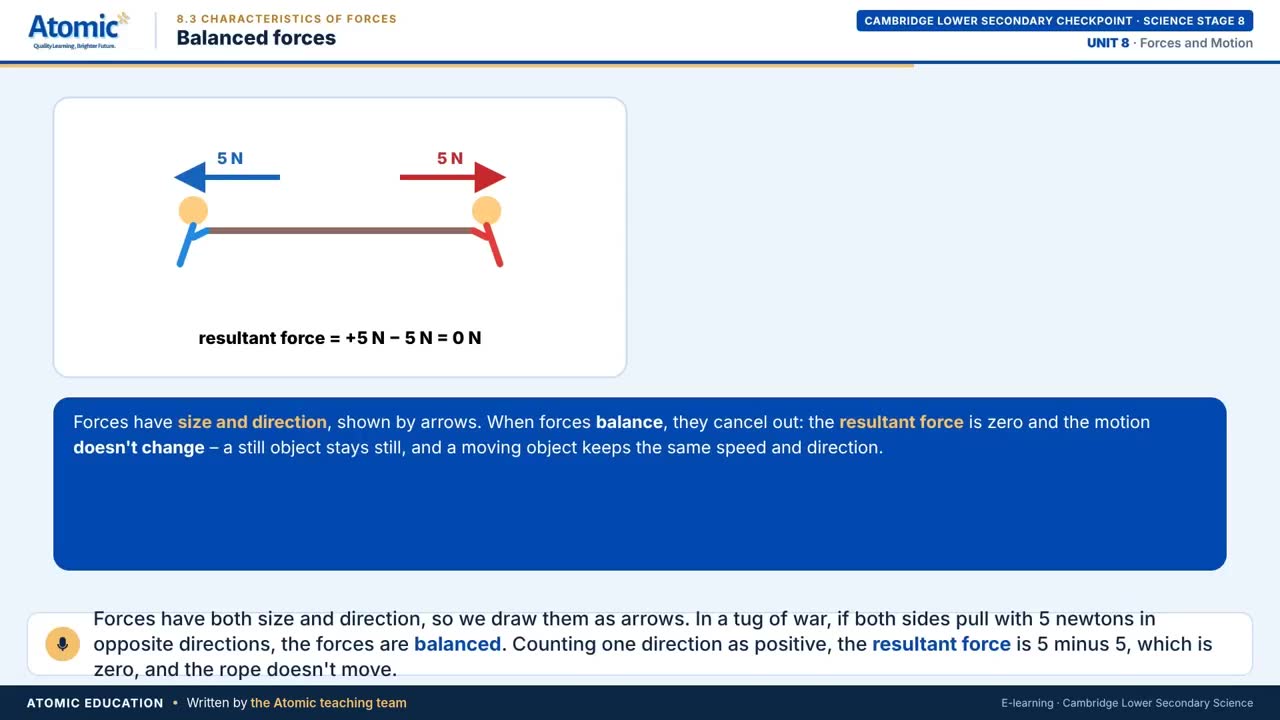 Atomic
Quality Learning, Brighter Future.
8.3 CHARACTERISTICS OF FORCES
Balanced forces
CAMBRIDGE LOWER SECONDARY CHECKPOINT · SCIENCE STAGE 8
UNIT 8 · Forces and Motion
5 N 5 N
resultant force = +5 N − 5 N = 0 N
Forces have size and direction, shown by arrows. When forces balance, they cancel out: the resultant force is zero and the motion
doesn't change – a still object stays still, and a moving object keeps the same speed and direction.
Forces have both size and direction, so we draw them as arrows. In a tug of war, if both sides pull with 5 newtons in
opposite directions, the forces are balanced. Counting one direction as positive, the resultant force is 5 minus 5, which is
zero, and the rope doesn't move.
ATOMIC EDUCATION • Written by the Atomic teaching team
E-learning · Cambridge Lower Secondary Science